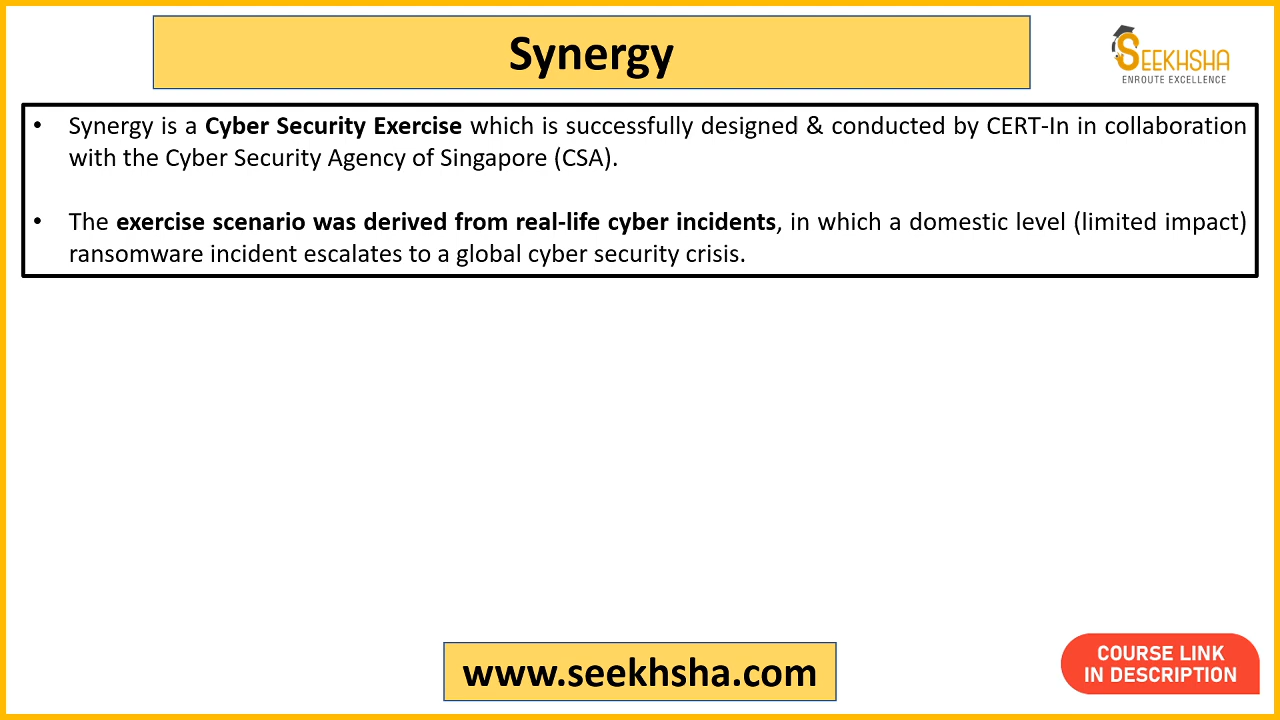 Synergy
SEEKHSHA
ENROUTE EXCELLENCE
• Synergy is a Cyber Security Exercise which is successfully designed & conducted by CERT-In in collaboration
with the Cyber Security Agency of Singapore (CSA).
• The exercise scenario was derived from real-life cyber incidents, in which a domestic level (limited impact)
ransomware incident escalates to a global cyber security crisis.
www.seekhsha.com
COURSE LINK
IN DESCRIPTION